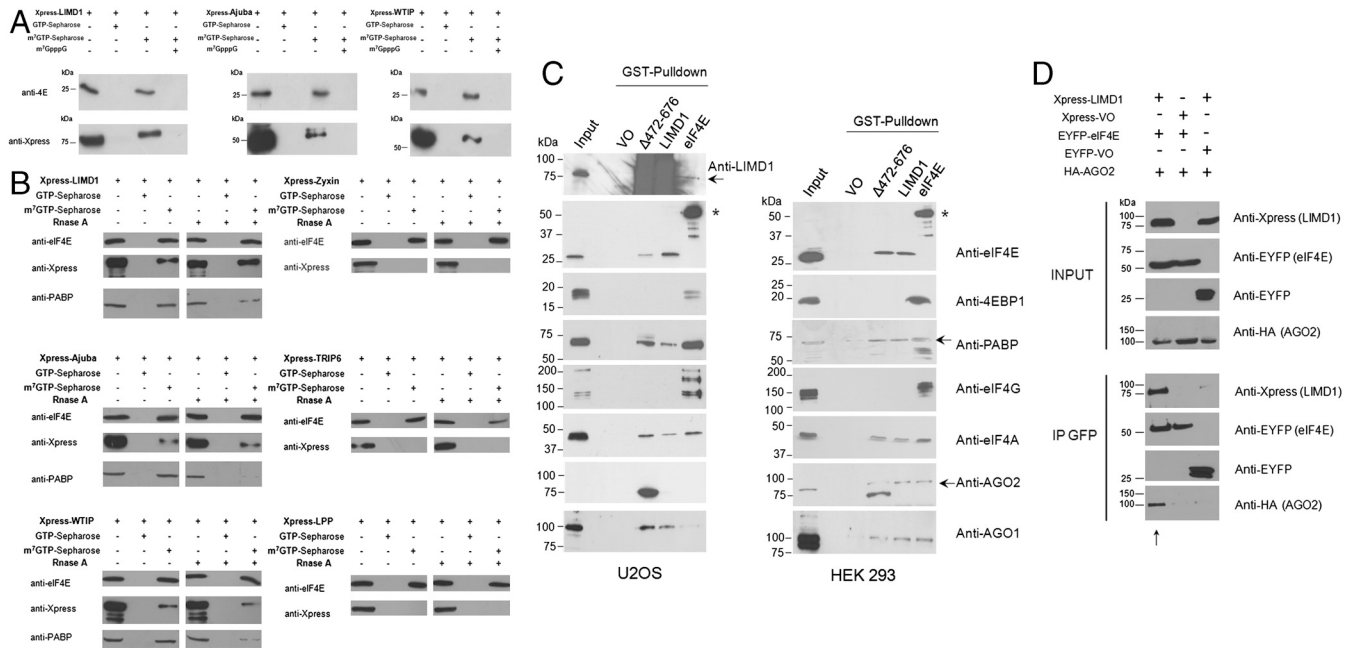 A
Xpress-LIMD1 + + + +
GTP-Sepharose - + - -
m⁷GTP-Sepharose - - + +
m⁷GpppG - - - +
Xpress-Ajuba + + + +
GTP-Sepharose - + - -
m⁷GTP-Sepharose - - + +
m⁷GpppG - - - +
Xpress-WTIP + + + +
GTP-Sepharose - + - -
m⁷GTP-Sepharose - - + +
m⁷GpppG - - - +
kDa kDa kDa
anti-4E 25 25 25
anti-Xpress 75 50 50
B
Xpress-LIMD1 + + + + + +
GTP-Sepharose - + - - + -
m⁷GTP-Sepharose - - + - - +
Rnase A - - - + + +
anti-eIF4E
anti-Xpress
anti-PABP
Xpress-Zyxin + + + + + +
GTP-Sepharose - + - - + -
m⁷GTP-Sepharose - - + - - +
Rnase A - - - + + +
anti-eIF4E
anti-Xpress
Xpress-Ajuba + + + + + +
GTP-Sepharose - + - - + -
m⁷GTP-Sepharose - - + - - +
Rnase A - - - + + +
anti-eIF4E
anti-Xpress
anti-PABP
Xpress-TRIP6 + + + + + +
GTP-Sepharose - + - - + -
m⁷GTP-Sepharose - - + - - +
Rnase A - - - + + +
anti-eIF4E
anti-Xpress
Xpress-WTIP + + + + + +
GTP-Sepharose - + - - + -
m⁷GTP-Sepharose - - + - - +
Rnase A - - - + + +
anti-eIF4E
anti-Xpress
anti-PABP
Xpress-LPP + + + + + +
GTP-Sepharose - + - - + -
m⁷GTP-Sepharose - - + - - +
Rnase A - - - + + +
anti-eIF4E
anti-Xpress
C
GST-Pulldown
kDa Input VO Δ472-676 LIMD1 eIF4E
100
75
Anti-LIMD1
50 *
37
25
20
15
75
50
200
150
100
50
37
100
75
100
75
U2OS
GST-Pulldown
kDa Input VO Δ472-676 LIMD1 eIF4E
50 *
37
25
Anti-eIF4E
25
20
15
Anti-4EBP1
75
50
Anti-PABP
200
150
100
Anti-eIF4G
50
37
Anti-eIF4A
100
75
Anti-AGO2
100
75
Anti-AGO1
HEK 293
D
Xpress-LIMD1 + - +
Xpress-VO - + -
EYFP-eIF4E + + -
EYFP-VO - - +
HA-AGO2 + + +
kDa
INPUT
100
75
Anti-Xpress (LIMD1)
75
50
Anti-EYFP (eIF4E)
25
Anti-EYFP
150
100
Anti-HA (AGO2)
IP GFP
100
75
Anti-Xpress (LIMD1)
50
Anti-EYFP (eIF4E)
25
Anti-EYFP
150
100
Anti-HA (AGO2)